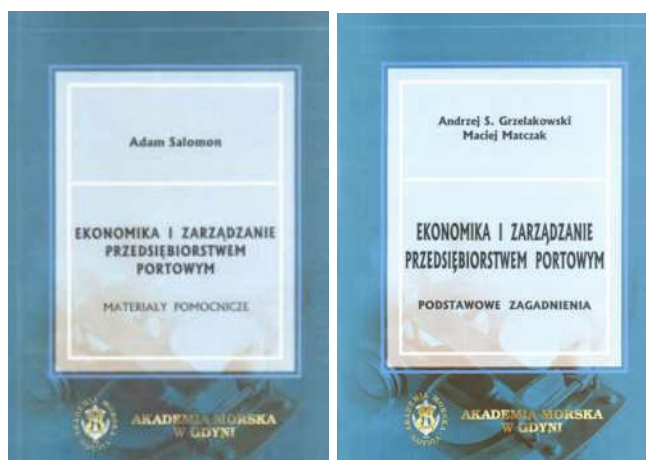 Adam Salomon
EKONOMIKA I ZARZĄDZANIE
PRZEDSIĘBIORSTWEM
PORTOWYM
MATERIAŁY POMOCNICZE
AKADEMIA MORSKA
W GDYNI
Andrzej S. Grzelakowski
Maciej Matczak
EKONOMIKA I ZARZĄDZANIE
PRZEDSIĘBIORSTWEM PORTOWYM
PODSTAWOWE ZAGADNIENIA
AKADEMIA MORSKA
W GDYNI